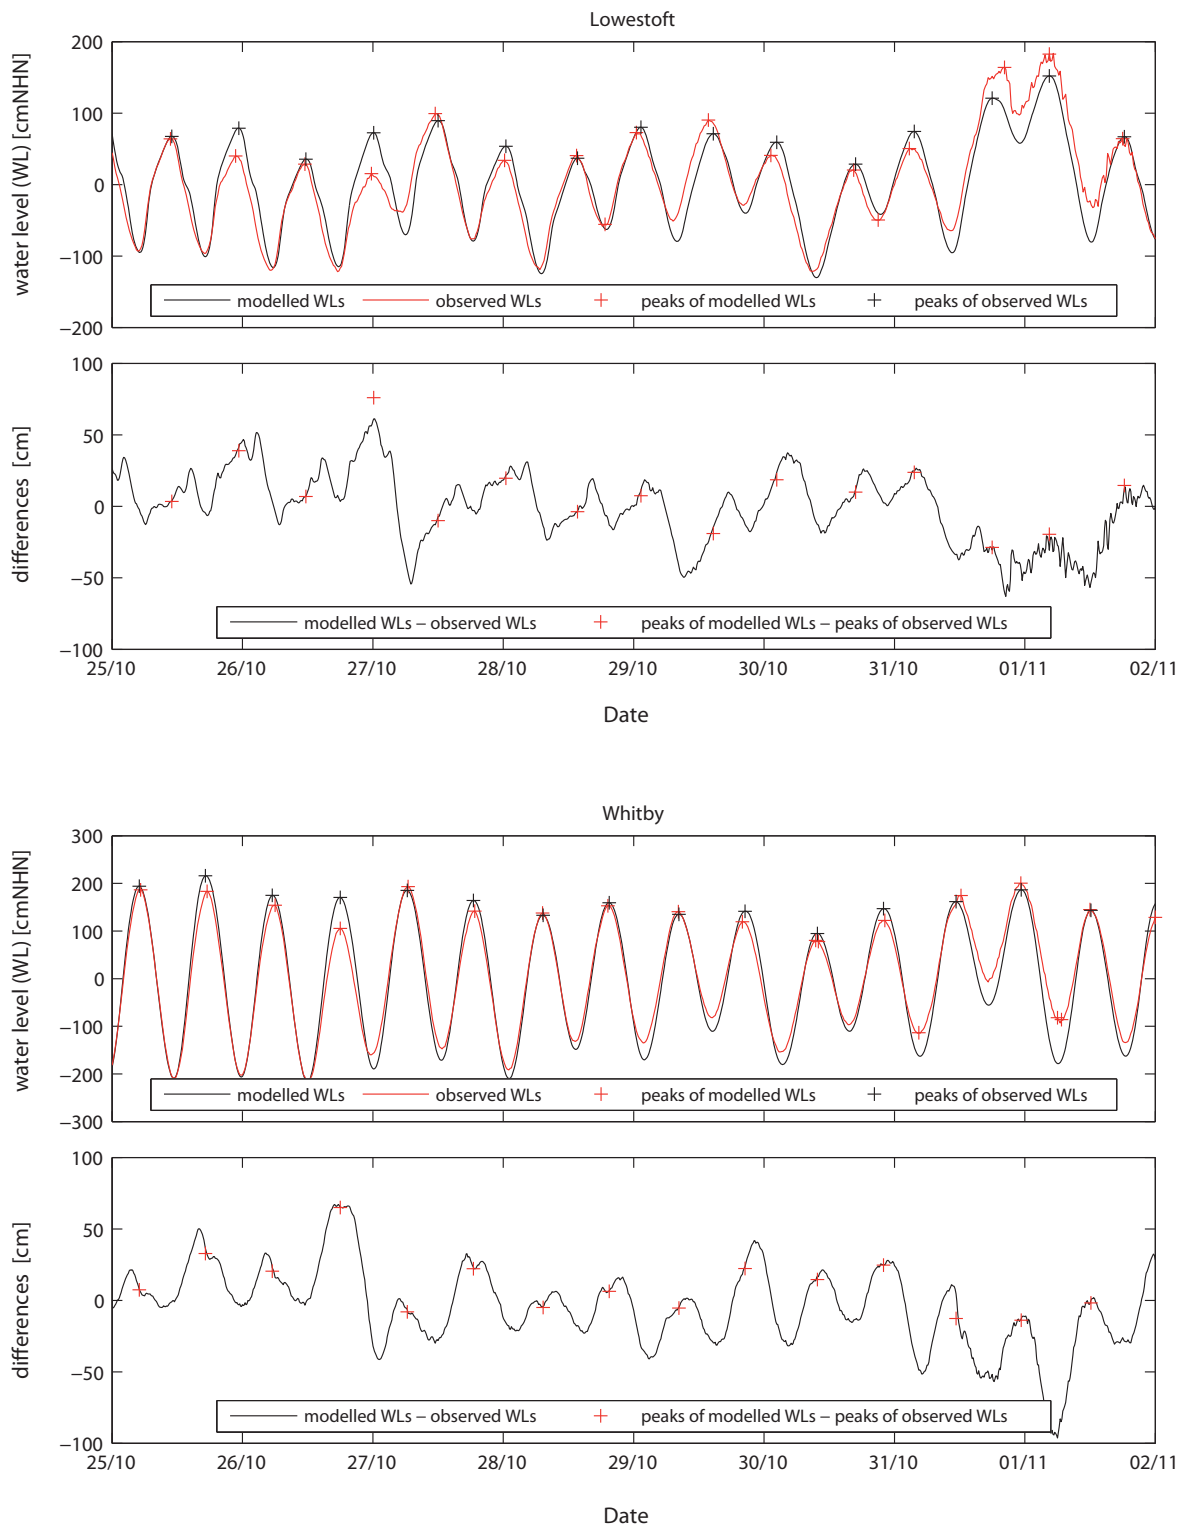 Lowestoft
water level (WL) [cmNHN]
200
100
0
−100
−200
modelled WLs observed WLs peaks of modelled WLs peaks of observed WLs
differences [cm]
100
50
0
−50
−100
modelled WLs − observed WLs peaks of modelled WLs − peaks of observed WLs
25/10 26/10 27/10 28/10 29/10 30/10 31/10 01/11 02/11
Date
Whitby
water level (WL) [cmNHN]
300
200
100
0
−100
−200
−300
modelled WLs observed WLs peaks of modelled WLs peaks of observed WLs
differences [cm]
100
50
0
−50
−100
modelled WLs − observed WLs peaks of modelled WLs − peaks of observed WLs
25/10 26/10 27/10 28/10 29/10 30/10 31/10 01/11 02/11
Date